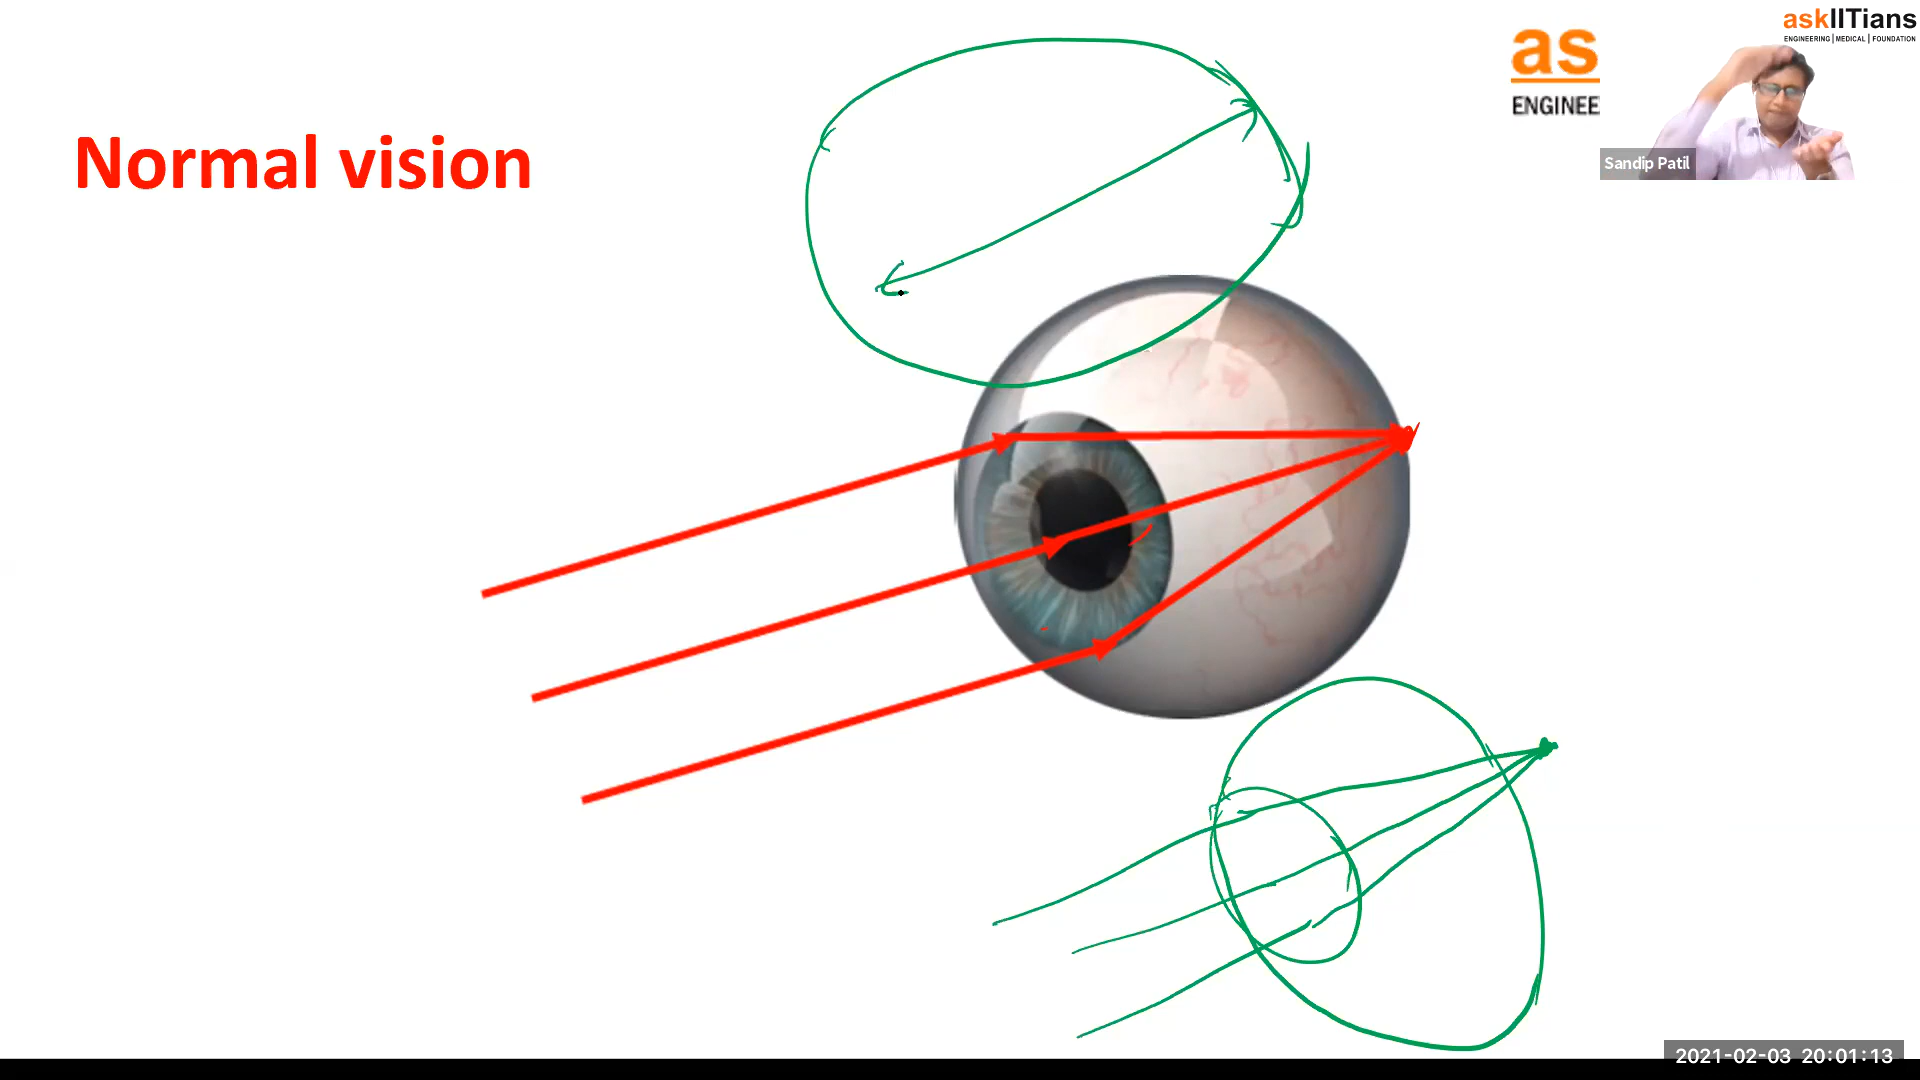 askIITians
ENGINEERING | MEDICAL | FOUNDATION
as
ENGINEE
Normal vision
Sandip Patil
2021-02-03 20:01:13